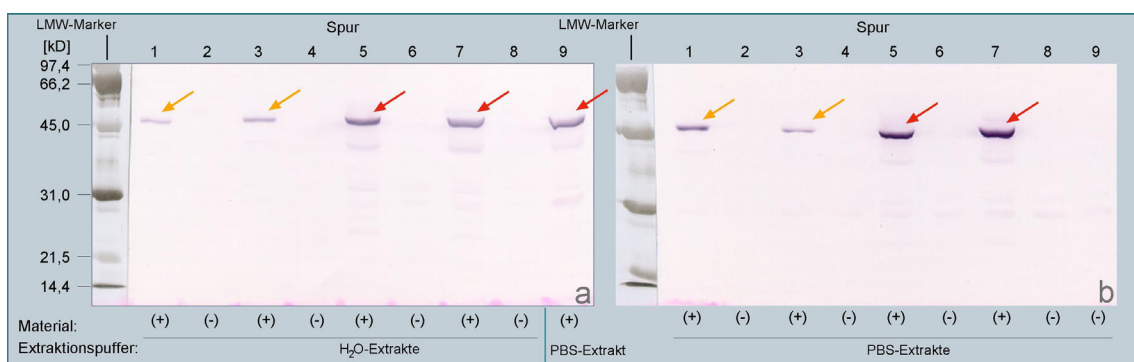 LMW-Marker Spur LMW-Marker Spur
[kD] 1 2 3 4 5 6 7 8 9 1 2 3 4 5 6 7 8 9
97,4
66,2
45,0
31,0
21,5
14,4
a b
Material: (+) (-) (+) (-) (+) (-) (+) (-) (+) (+) (-) (+) (-) (+) (-) (+) (-) (-)
Extraktionspuffer: H₂O-Extrakte PBS-Extrakt PBS-Extrakte